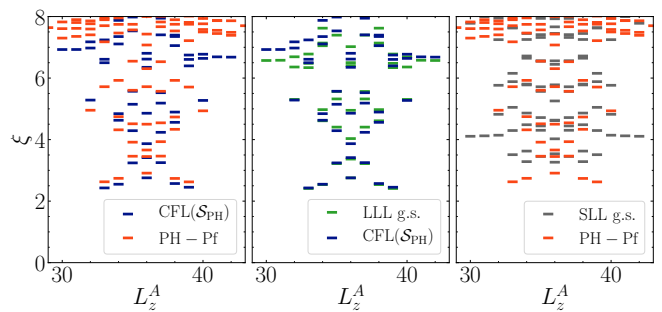 8
6
4
2
0
ξ
30
40
30
40
30
40
L_z^A
L_z^A
L_z^A
CFL(𝒮_PH)
PH − Pf
LLL g.s.
CFL(𝒮_PH)
SLL g.s.
PH − Pf